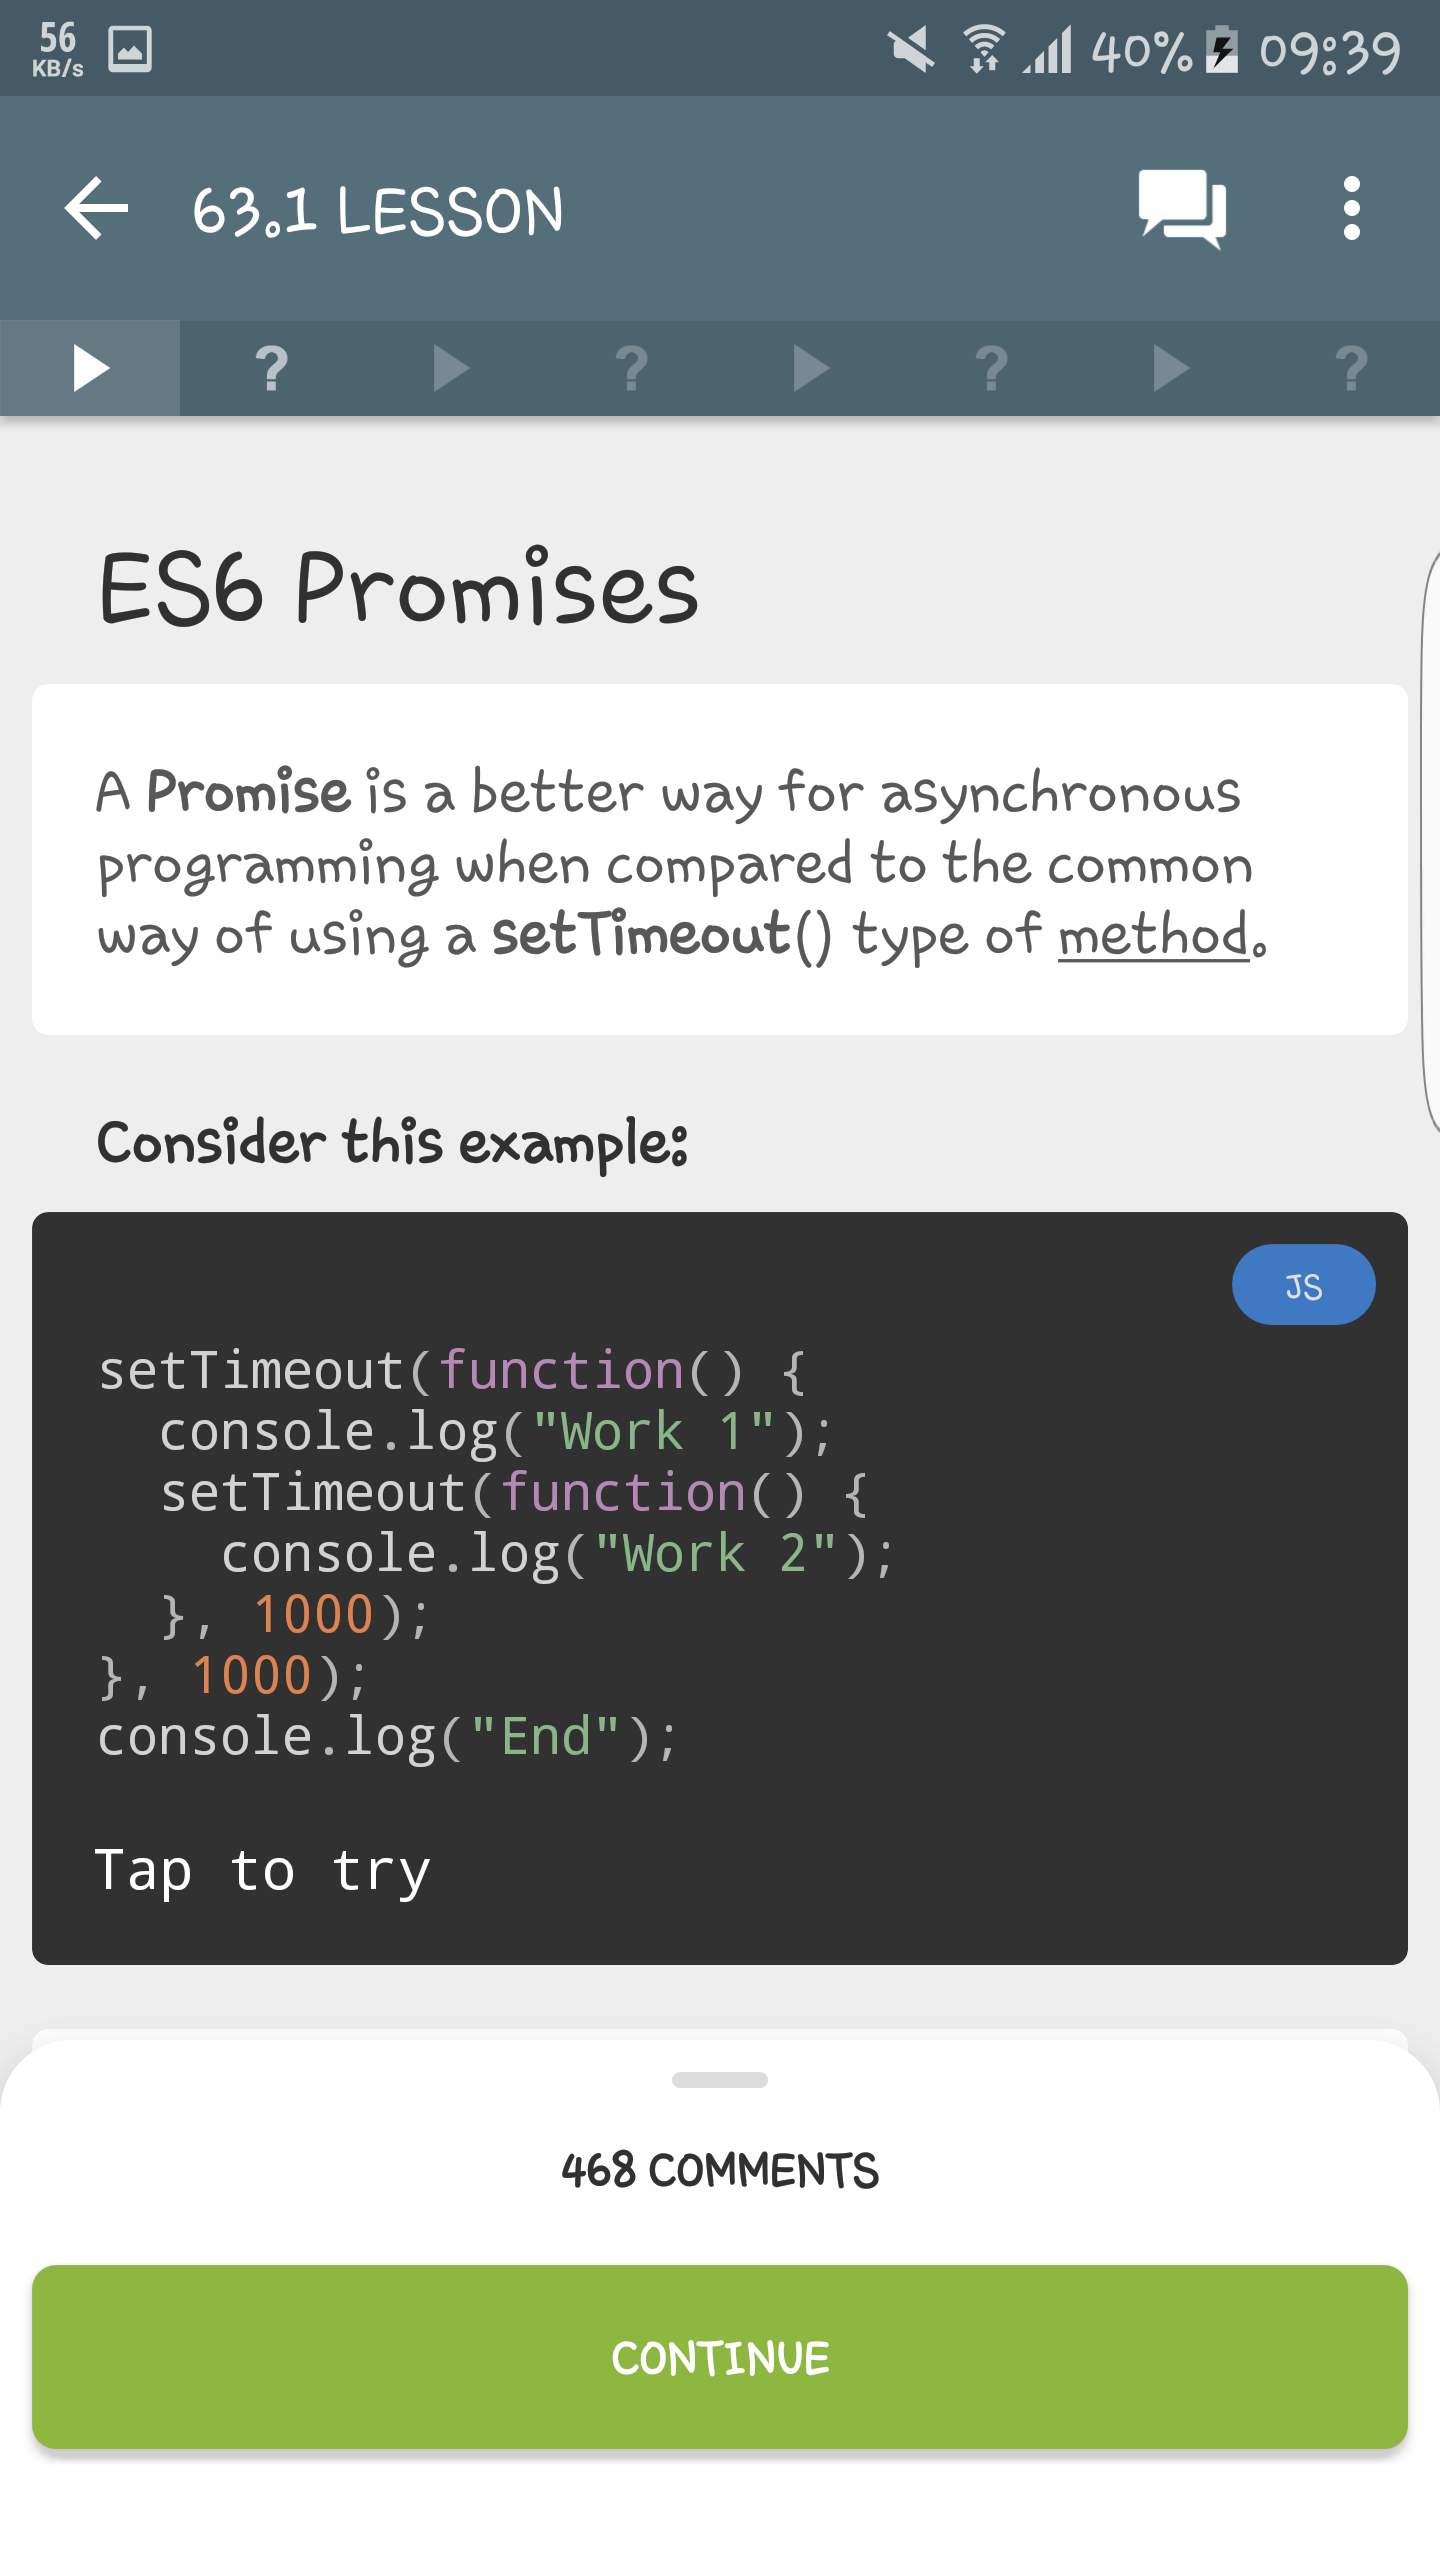 56
KB/s
40%
09:39
63.1 LESSON
? ? ? ?
ES6 Promises
A Promise is a better way for asynchronous
programming when compared to the common
way of using a setTimeout() type of method.
Consider this example:
JS
setTimeout(function() {
  console.log("Work 1");
  setTimeout(function() {
    console.log("Work 2");
  }, 1000);
}, 1000);
console.log("End");
Tap to try
468 COMMENTS
CONTINUE